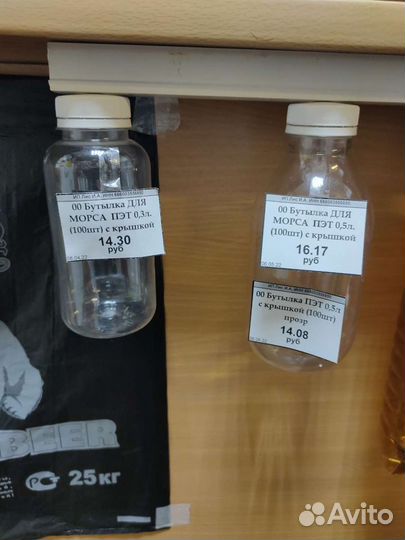 00 Бутылка ДЛЯ
МОРСА ПЭТ 0,3л.
(100шт) с крышкой
14.30
руб
00 Бутылка ДЛЯ
МОРСА ПЭТ 0,5л.
(100шт) с крышкой
16.17
руб
00 Бутылка ПЭТ 0,5л
с крышкой (100шт)
прозр
14.08
руб
BEER
РСТ 25кг
Avito